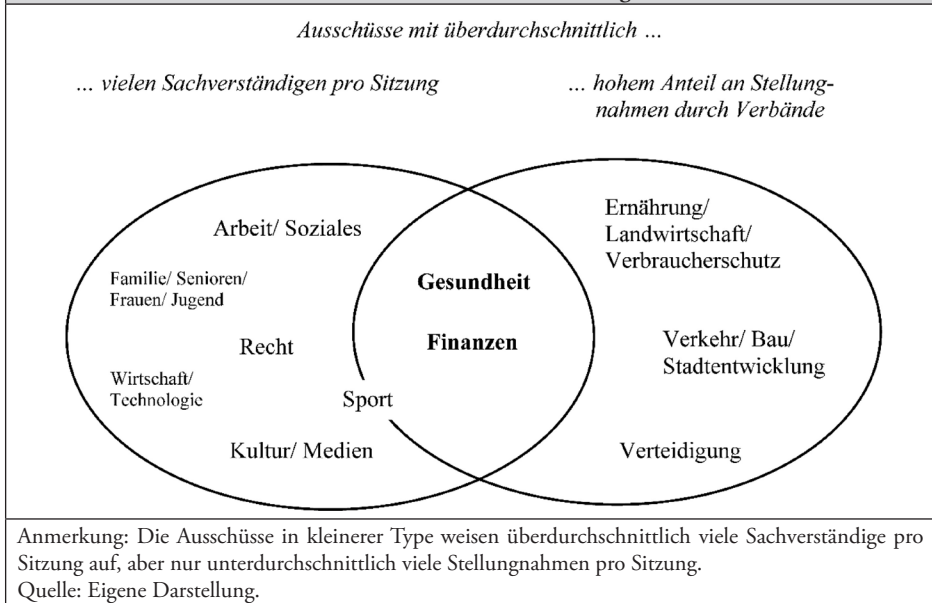 Ausschüsse mit überdurchschnittlich ...
... vielen Sachverständigen pro Sitzung
... hohem Anteil an Stellung-
nahmen durch Verbände
Arbeit/ Soziales
Familie/ Senioren/
Frauen/ Jugend
Recht
Wirtschaft/
Technologie
Sport
Kultur/ Medien
Gesundheit
Finanzen
Ernährung/
Landwirtschaft/
Verbraucherschutz
Verkehr/ Bau/
Stadtentwicklung
Verteidigung
Anmerkung: Die Ausschüsse in kleinerer Type weisen überdurchschnittlich viele Sachverständige pro
Sitzung auf, aber nur unterdurchschnittlich viele Stellungnahmen pro Sitzung.
Quelle: Eigene Darstellung.